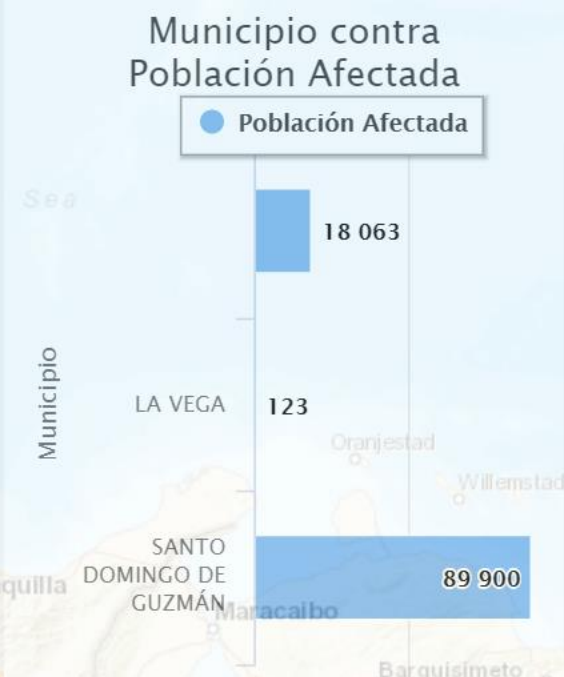 Municipio contra
Población Afectada
Población Afectada
Sea
18 063
Municipio
LA VEGA
123
Oranjestad
Willemstad
SANTO
DOMINGO DE
GUZMÁN
89 900
quilla
Maracaibo
Barquisimeto